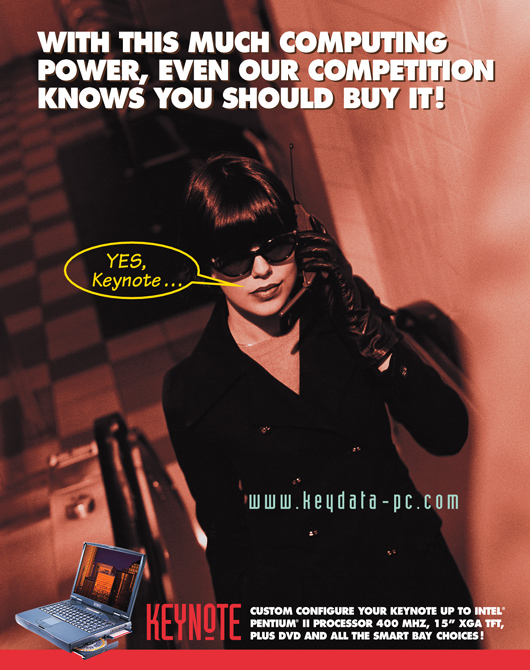 WITH THIS MUCH COMPUTING
POWER, EVEN OUR COMPETITION
KNOWS YOU SHOULD BUY IT!
YES,
Keynote...
www.keydata-pc.com
KEYNOTE
CUSTOM CONFIGURE YOUR KEYNOTE UP TO INTEL®
PENTIUM® II PROCESSOR 400 MHZ, 15” XGA TFT,
PLUS DVD AND ALL THE SMART BAY CHOICES!